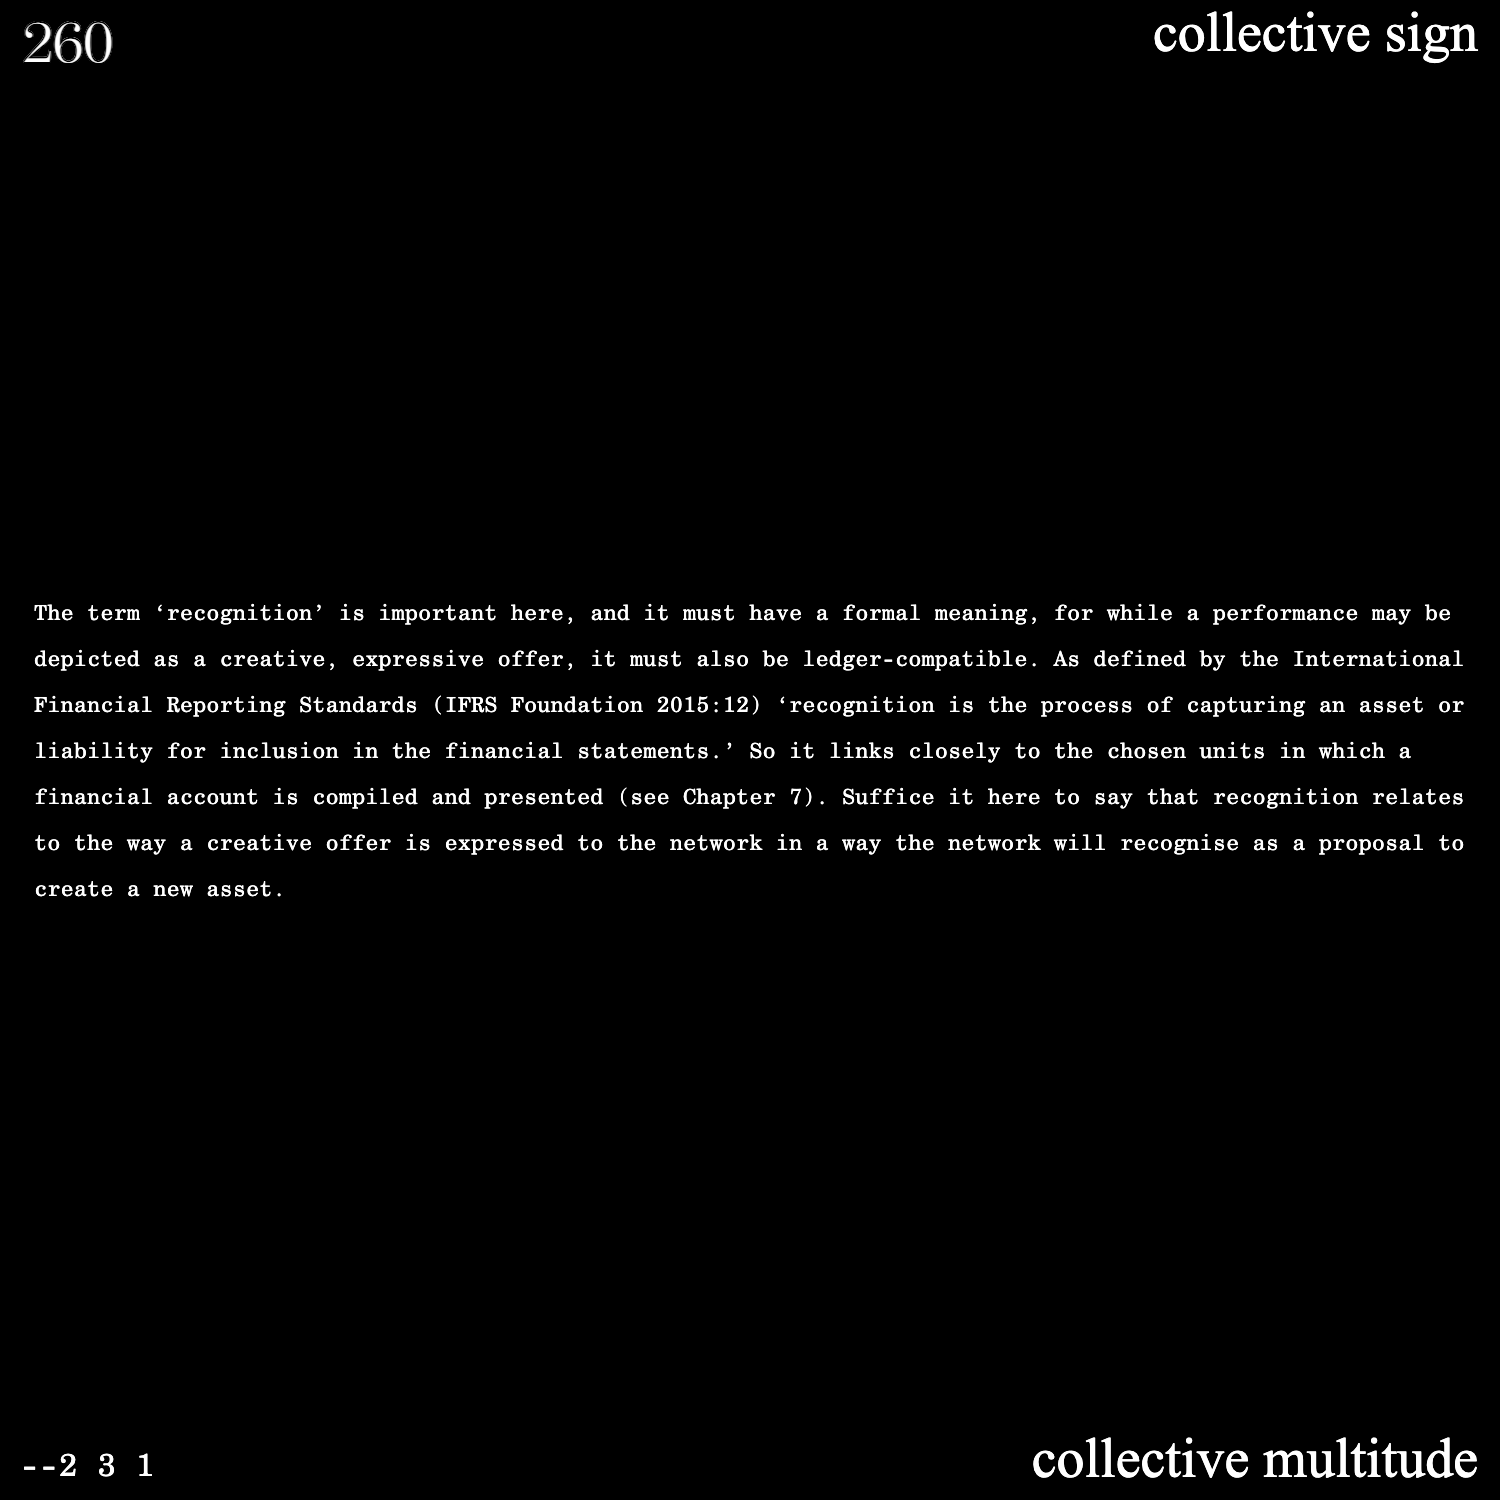 260
collective sign
The term ‘recognition’ is important here, and it must have a formal meaning, for while a performance may be
depicted as a creative, expressive offer, it must also be ledger-compatible. As defined by the International
Financial Reporting Standards (IFRS Foundation 2015:12) ‘recognition is the process of capturing an asset or
liability for inclusion in the financial statements.’ So it links closely to the chosen units in which a
financial account is compiled and presented (see Chapter 7). Suffice it here to say that recognition relates
to the way a creative offer is expressed to the network in a way the network will recognise as a proposal to
create a new asset.
--2 3 1
collective multitude